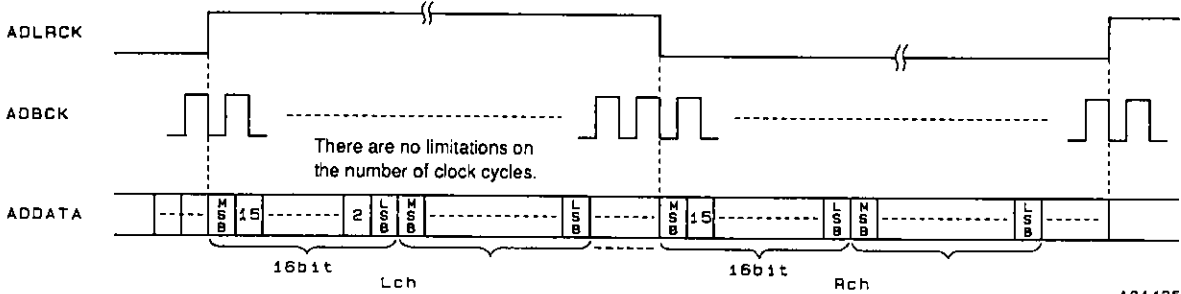 ADLRCK
ADBCK
There are no limitations on
the number of clock cycles.
ADDATA
MSB 15 2 LSB MSB LSB MSB 15 LSB MSB LSB
16bit 16bit
Lch Rch